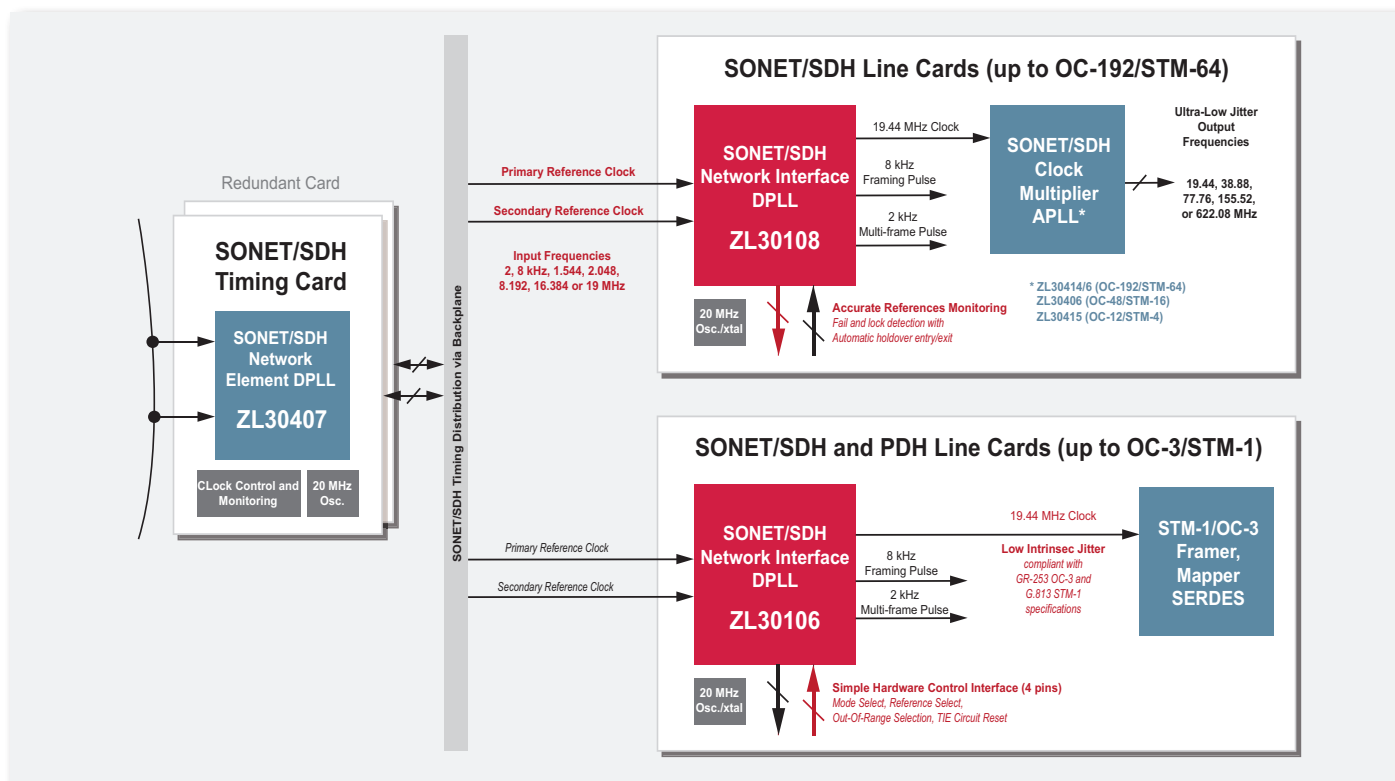 Redundant Card
SONET/SDH
Timing Card
SONET/SDH
Network
Element DPLL
ZL30407
CLock Control and
Monitoring
20 MHz
Osc.
SONET/SDH Timing Distribution via Backplane
Primary Reference Clock
Secondary Reference Clock
Input Frequencies
2, 8 kHz, 1.544, 2.048,
8.192, 16.384 or 19 MHz
SONET/SDH Line Cards (up to OC-192/STM-64)
SONET/SDH
Network Interface
DPLL
ZL30108
19.44 MHz Clock
8 kHz
Framing Pulse
2 kHz
Multi-frame Pulse
SONET/SDH
Clock
Multiplier
APLL*
Ultra-Low Jitter
Output
Frequencies
19.44, 38.88,
77.76, 155.52,
or 622.08 MHz
* ZL30414/6 (OC-192/STM-64)
ZL30406 (OC-48/STM-16)
ZL30415 (OC-12/STM-4)
20 MHz
Osc./xtal
Accurate References Monitoring
Fail and lock detection with
Automatic holdover entry/exit
Primary Reference Clock
Secondary Reference Clock
SONET/SDH and PDH Line Cards (up to OC-3/STM-1)
SONET/SDH
Network Interface
DPLL
ZL30106
19.44 MHz Clock
8 kHz
Framing Pulse
2 kHz
Multi-frame Pulse
Low Intrinsec Jitter
compliant with
GR-253 OC-3 and
G.813 STM-1
specifications
STM-1/OC-3
Framer,
Mapper
SERDES
20 MHz
Osc./xtal
Simple Hardware Control Interface (4 pins)
Mode Select, Reference Select,
Out-Of-Range Selection, TIE Circuit Reset